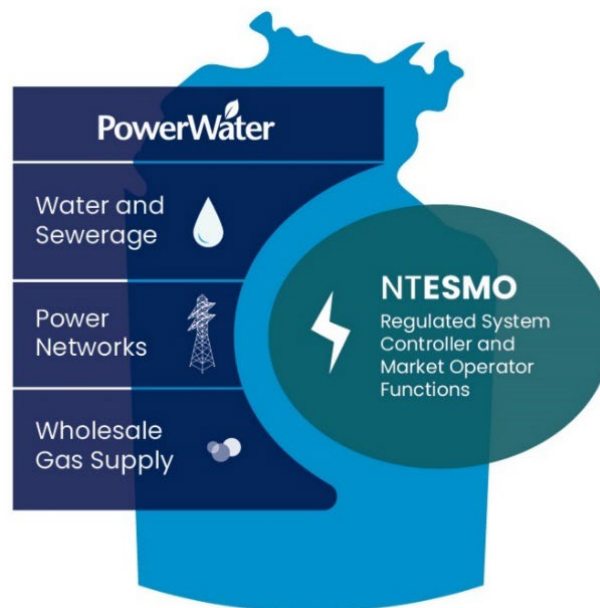 PowerWater
Water and
Sewerage
Power
Networks
Wholesale
Gas Supply
NTESMO
Regulated System
Controller and
Market Operator
Functions